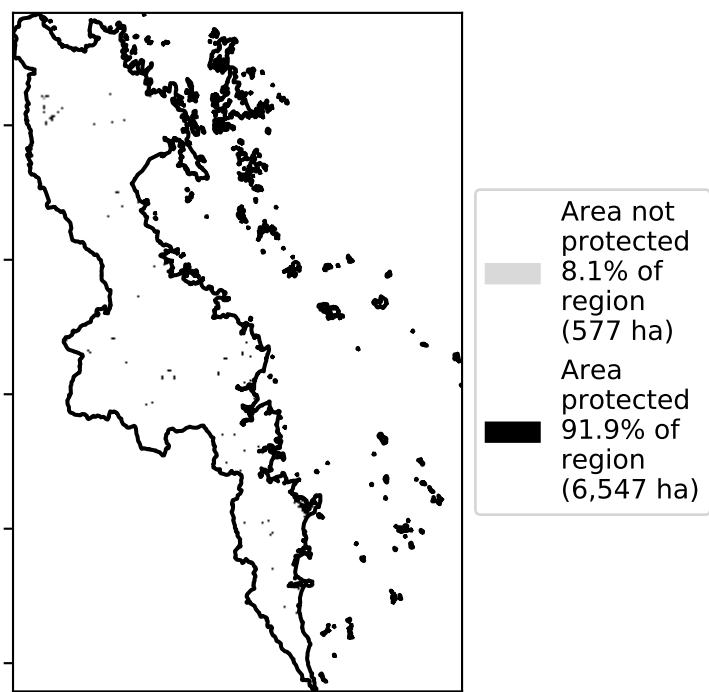 Area not
protected
8.1% of
region
(577 ha)
Area
protected
91.9% of
region
(6,547 ha)